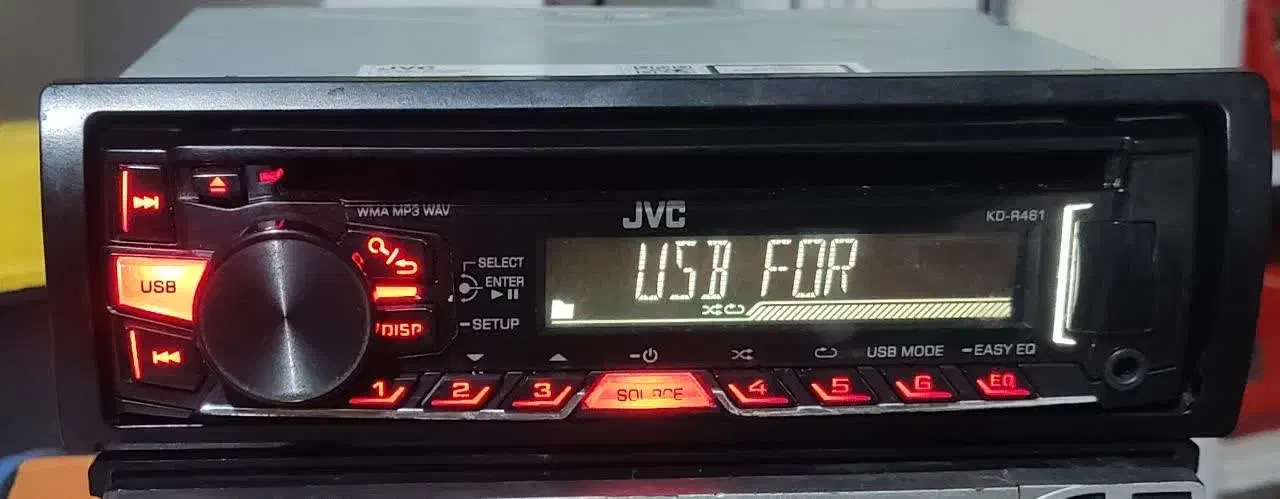 JVC
WMA MP3 WAV
JVC
KD-R461
USB
SELECT
ENTER
SETUP
DISP
USB FOR
USB MODE
EASY EQ
1
2
3
SOURCE
4
5
6
EQ